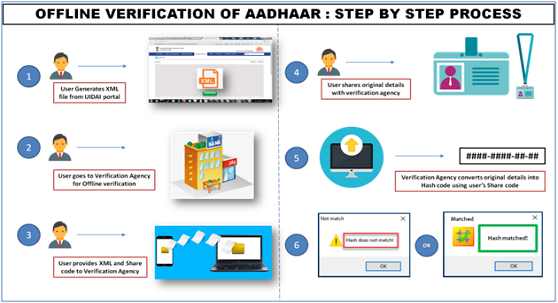 OFFLINE VERIFICATION OF AADHAAR : STEP BY STEP PROCESS
1
User Generates XML
file from UIDAI portal
XML
2
User goes to Verification Agency
for Offline verification
BANK
3
User provides XML and Share
code to Verification Agency
4
User shares original details
with verification agency
5
####-####-##-##
Verification Agency converts original details into
Hash code using user's Share code
6
Not match
Hash does not match!
OK
OR
Matched
Hash matched!
OK